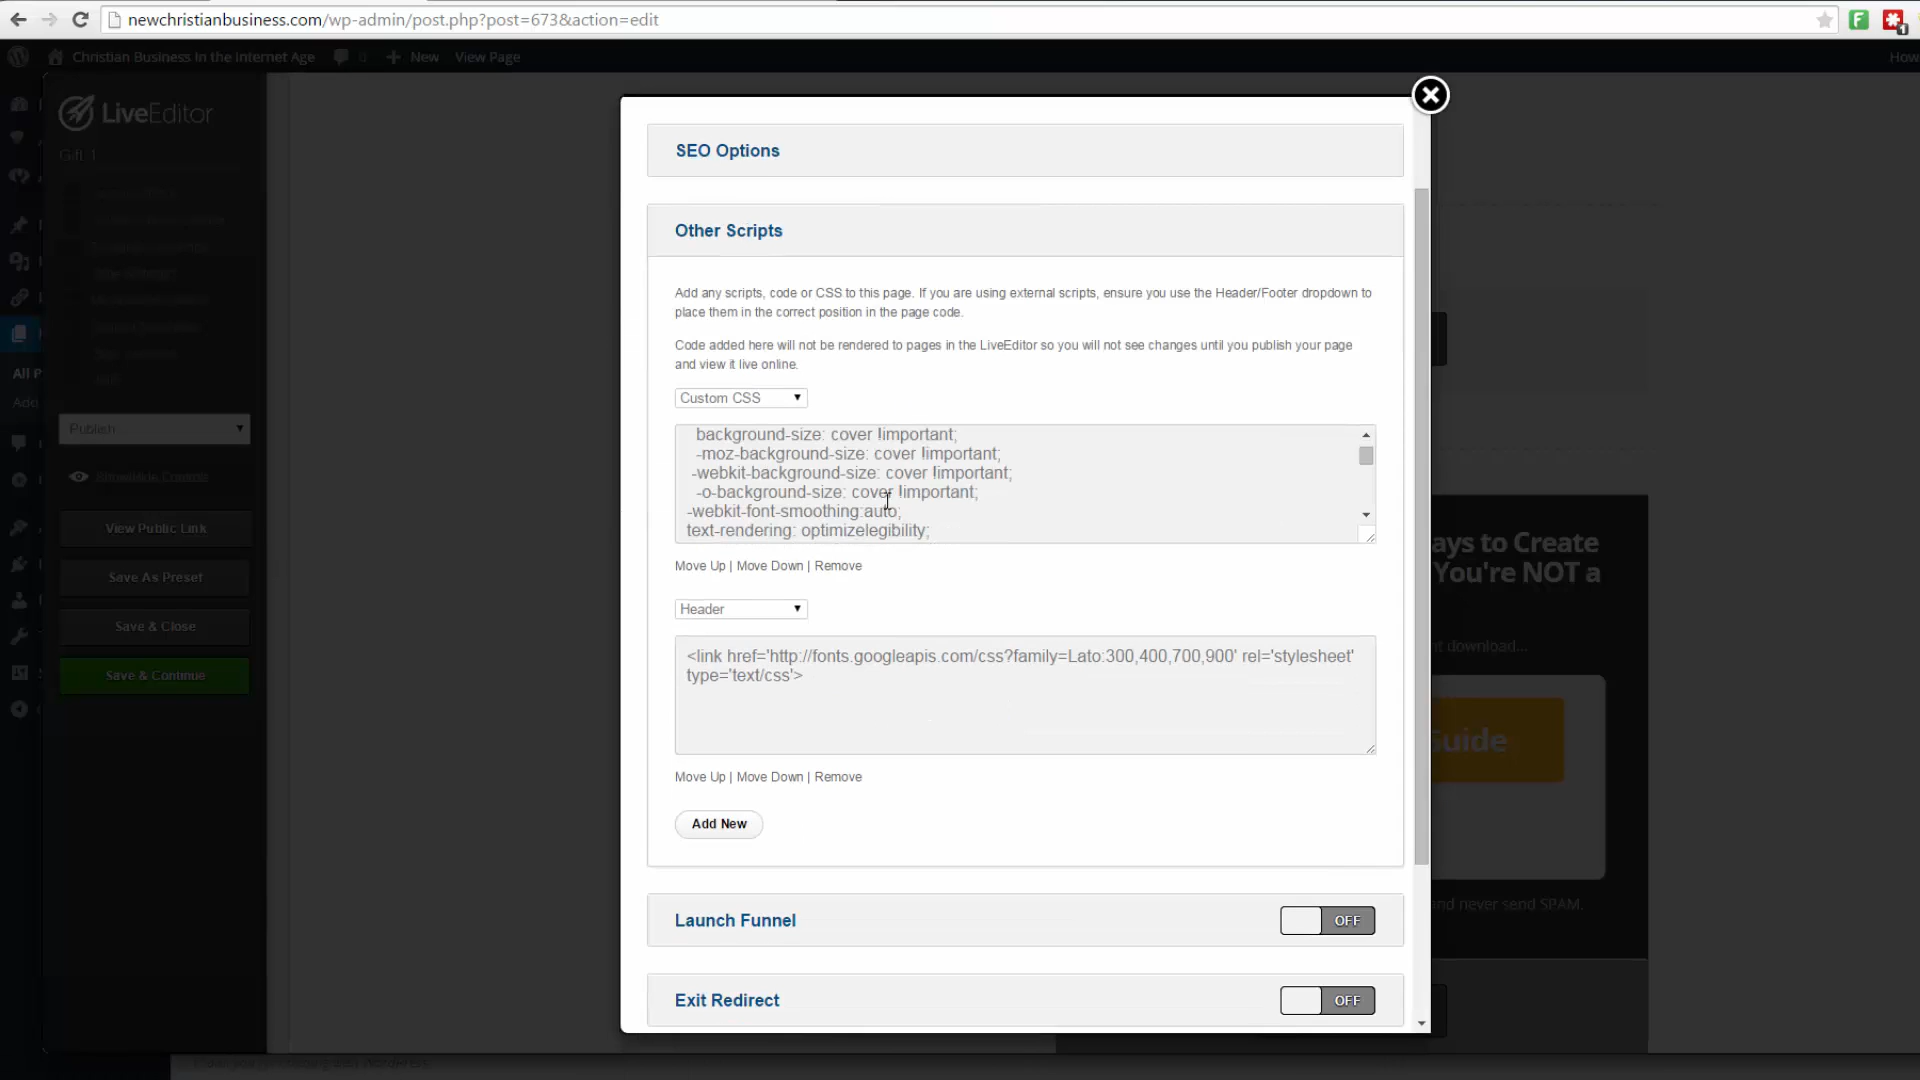 newchristianbusiness.com/wp-admin/post.php?post=673&action=edit
Christian Business In the Internet Age
0
New
View Page
How
LiveEditor
Gift 1
All P
Add
Publish...
Show/Hide Controls
View Public Link
Save As Preset
Save & Close
Save & Continue
SEO Options
Other Scripts
Add any scripts, code or CSS to this page. If you are using external scripts, ensure you use the Header/Footer dropdown to
place them in the correct position in the page code.
Code added here will not be rendered to pages in the LiveEditor so you will not see changes until you publish your page
and view it live online.
Custom CSS
background-size: cover !important;
-moz-background-size: cover !important;
-webkit-background-size: cover !important;
-o-background-size: cover !important;
-webkit-font-smoothing:auto;
text-rendering: optimizelegibility;
Move Up | Move Down | Remove
Header
<link href='http://fonts.googleapis.com/css?family=Lato:300,400,700,900' rel='stylesheet'
type='text/css'>
Move Up | Move Down | Remove
Add New
Launch Funnel
OFF
Exit Redirect
OFF
ays to Create
You're NOT a
nt download...
Guide
and never send SPAM.